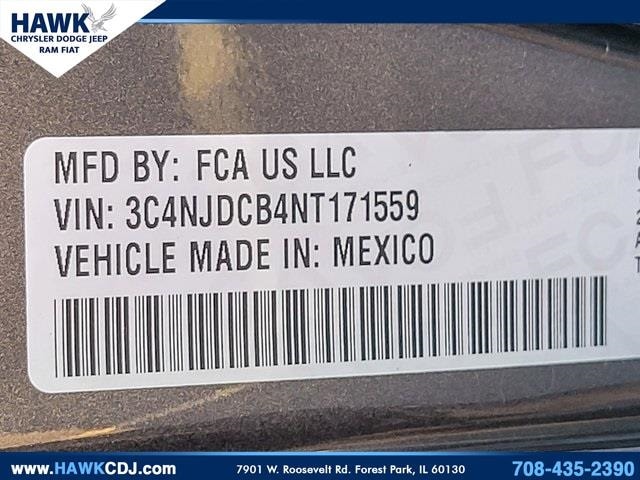 HAWK
CHRYSLER DODGE JEEP
RAM FIAT
MFD BY: FCA US LLC
VIN: 3C4NJDCB4NT171559
VEHICLE MADE IN: MEXICO
www.HAWKCDJ.com
7901 W. Roosevelt Rd. Forest Park, IL 60130
708-435-2390